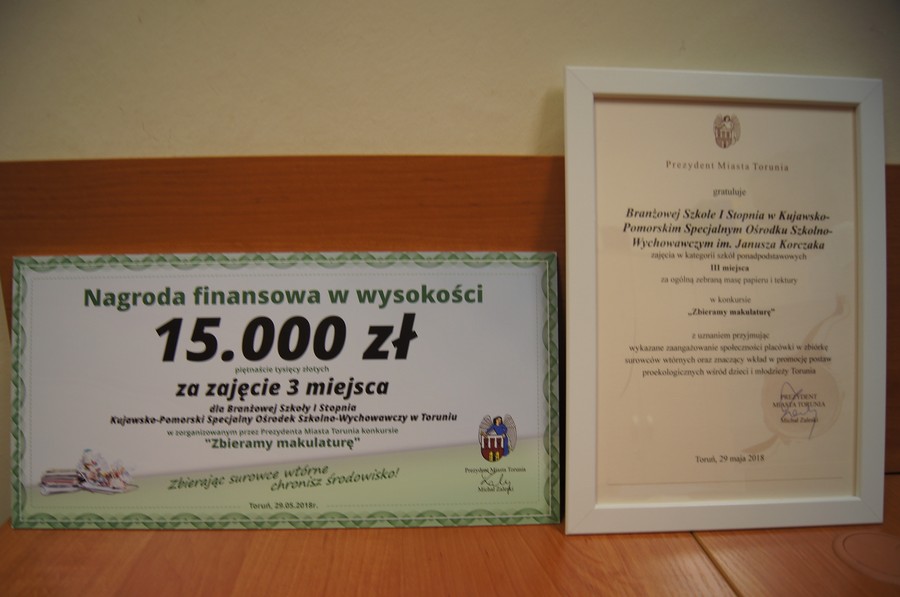 Nagroda finansowa w wysokości
15.000 zł
piętnaście tysięcy złotych
za zajęcie 3 miejsca
dla Branżowej Szkoły I Stopnia
Kujawsko-Pomorski Specjalny Ośrodek Szkolno-Wychowawczy w Toruniu
w zorganizowanym przez Prezydenta Miasta Torunia konkursie
"Zbieramy makulaturę"
Zbierając surowce wtórne
chronisz środowisko!
Prezydent Miasta Torunia
Michał Zaleski
Toruń, 29.05.2018r.
Prezydent Miasta Torunia
gratuluje
Branżowej Szkole I Stopnia w Kujawsko-
Pomorskim Specjalnym Ośrodku Szkolno-
Wychowawczym im. Janusza Korczaka
zajęcia w kategorii szkół ponadpodstawowych
III miejsca
za ogólną zebraną masę papieru i tektury
w konkursie
„Zbieramy makulaturę”
z uznaniem przyjmując
wykazane zaangażowanie społeczności placówki w zbiórkę
surowców wtórnych oraz znaczący wkład w promocję postaw
proekologicznych wśród dzieci i młodzieży Torunia
PREZYDENT
MIASTA TORUNIA
Michał Zaleski
Toruń, 29 maja 2018